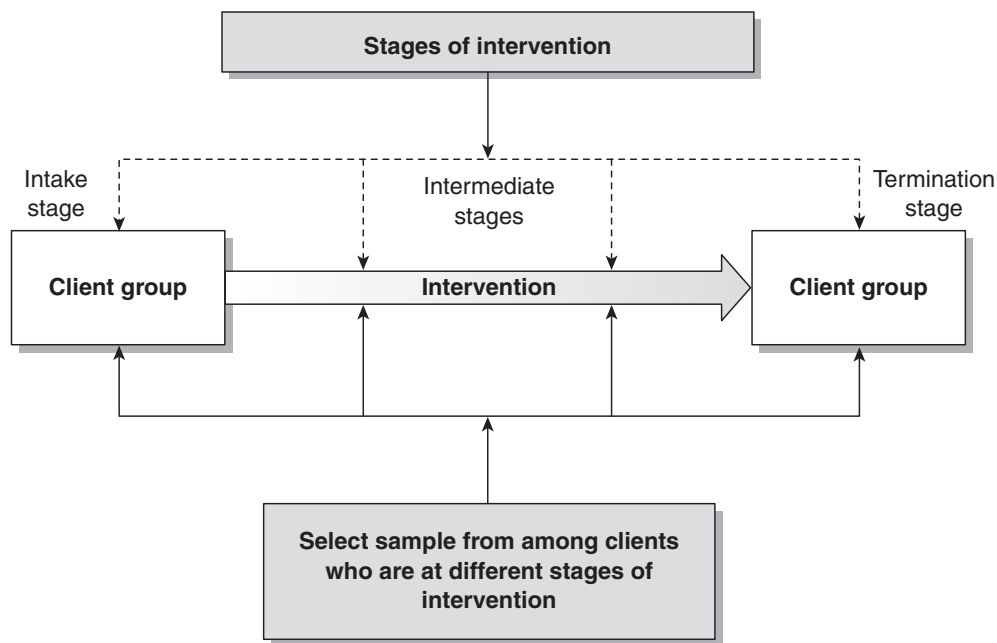 Stages of intervention
Intake
stage
Intermediate
stages
Termination
stage
Client group
Intervention
Client group
Select sample from among clients
who are at different stages of
intervention